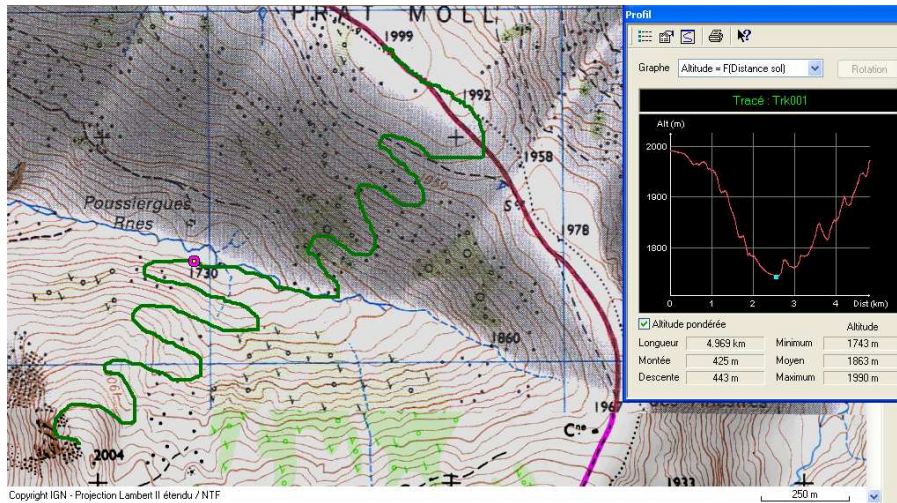 PRAT MOLL
1999
1992
1958
S
1978
Poussiergues
Rnes
1730
1860
1967
Cne
2004
1933
Copyright IGN - Projection Lambert II étendu / NTF
250 m
Profil
Graphe Altitude = F(Distance sol) Rotation
Tracé : Trk001
Alt (m)
2000
1900
1800
0 1 2 3 4 Dist (km)
Altitude pondérée Altitude
Longueur 4.969 km Minimum 1743 m
Montée 425 m Moyen 1863 m
Descente 443 m Maximum 1990 m